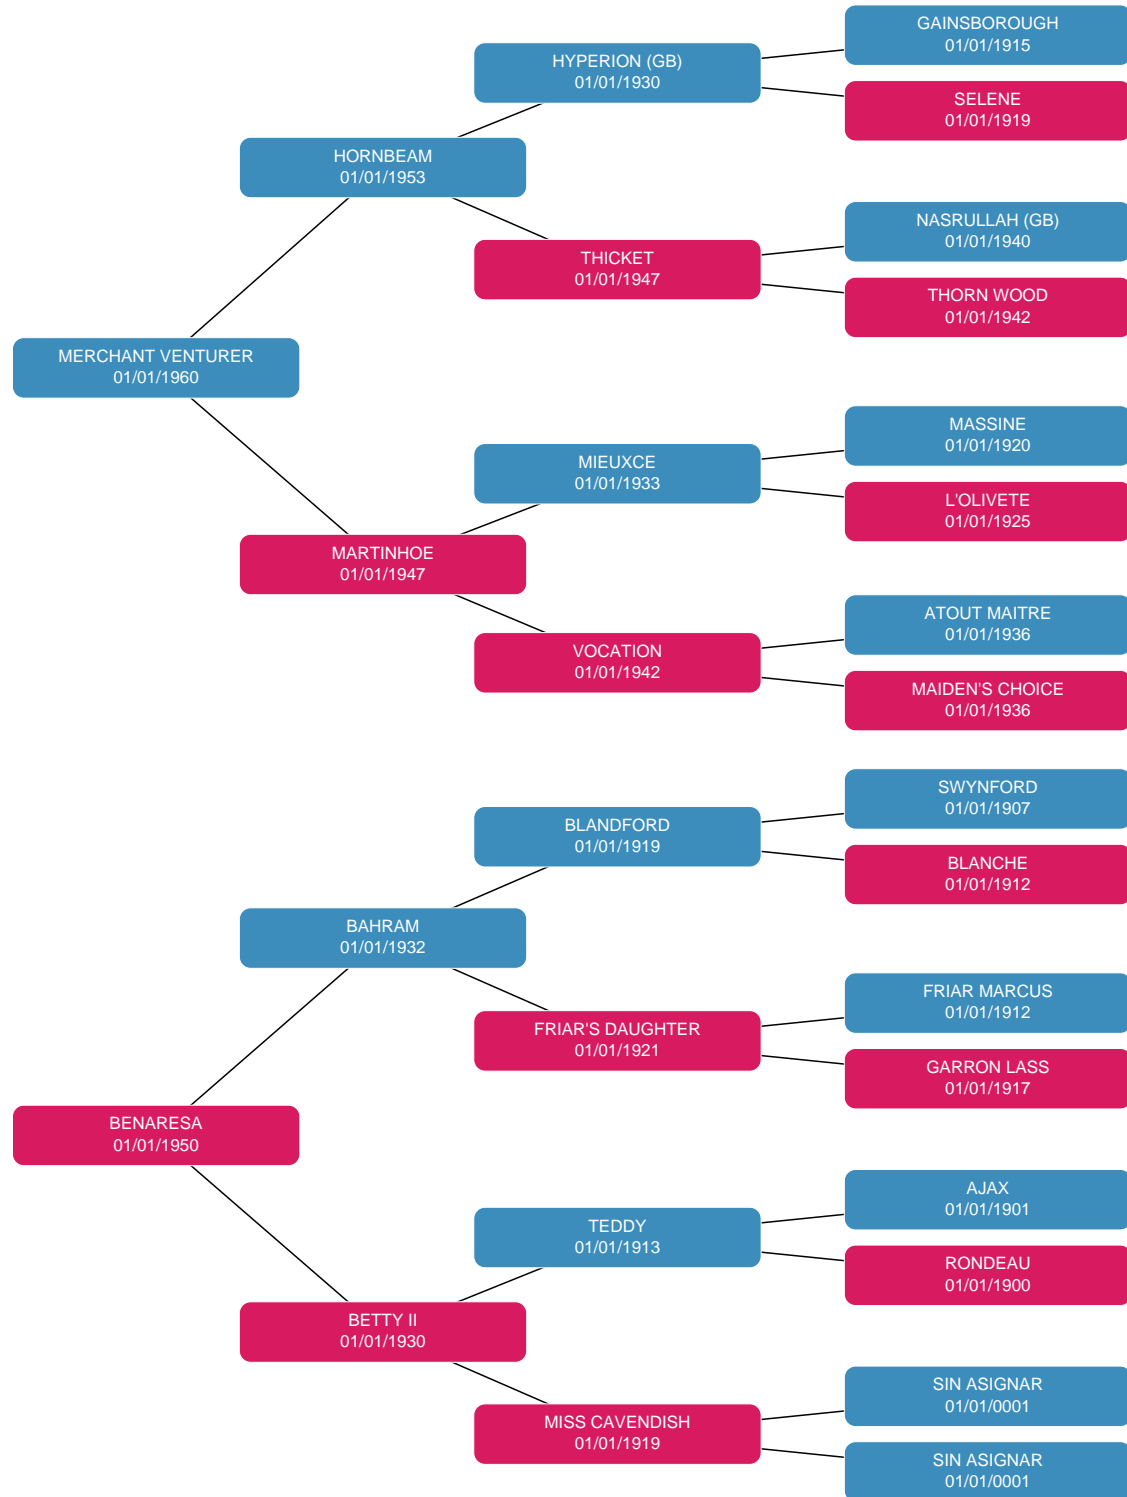 GAINSBOROUGH
01/01/1915
HYPERION (GB)
01/01/1930
SELENE
01/01/1919
HORNBEAM
01/01/1953
NASRULLAH (GB)
01/01/1940
THICKET
01/01/1947
THORN WOOD
01/01/1942
MERCHANT VENTURER
01/01/1960
MASSINE
01/01/1920
MIEUXCE
01/01/1933
L'OLIVETE
01/01/1925
MARTINHOE
01/01/1947
ATOUT MAITRE
01/01/1936
VOCATION
01/01/1942
MAIDEN'S CHOICE
01/01/1936
SWYNFORD
01/01/1907
BLANDFORD
01/01/1919
BLANCHE
01/01/1912
BAHRAM
01/01/1932
FRIAR MARCUS
01/01/1912
FRIAR'S DAUGHTER
01/01/1921
GARRON LASS
01/01/1917
BENARESA
01/01/1950
AJAX
01/01/1901
TEDDY
01/01/1913
RONDEAU
01/01/1900
BETTY II
01/01/1930
SIN ASIGNAR
01/01/0001
MISS CAVENDISH
01/01/1919
SIN ASIGNAR
01/01/0001